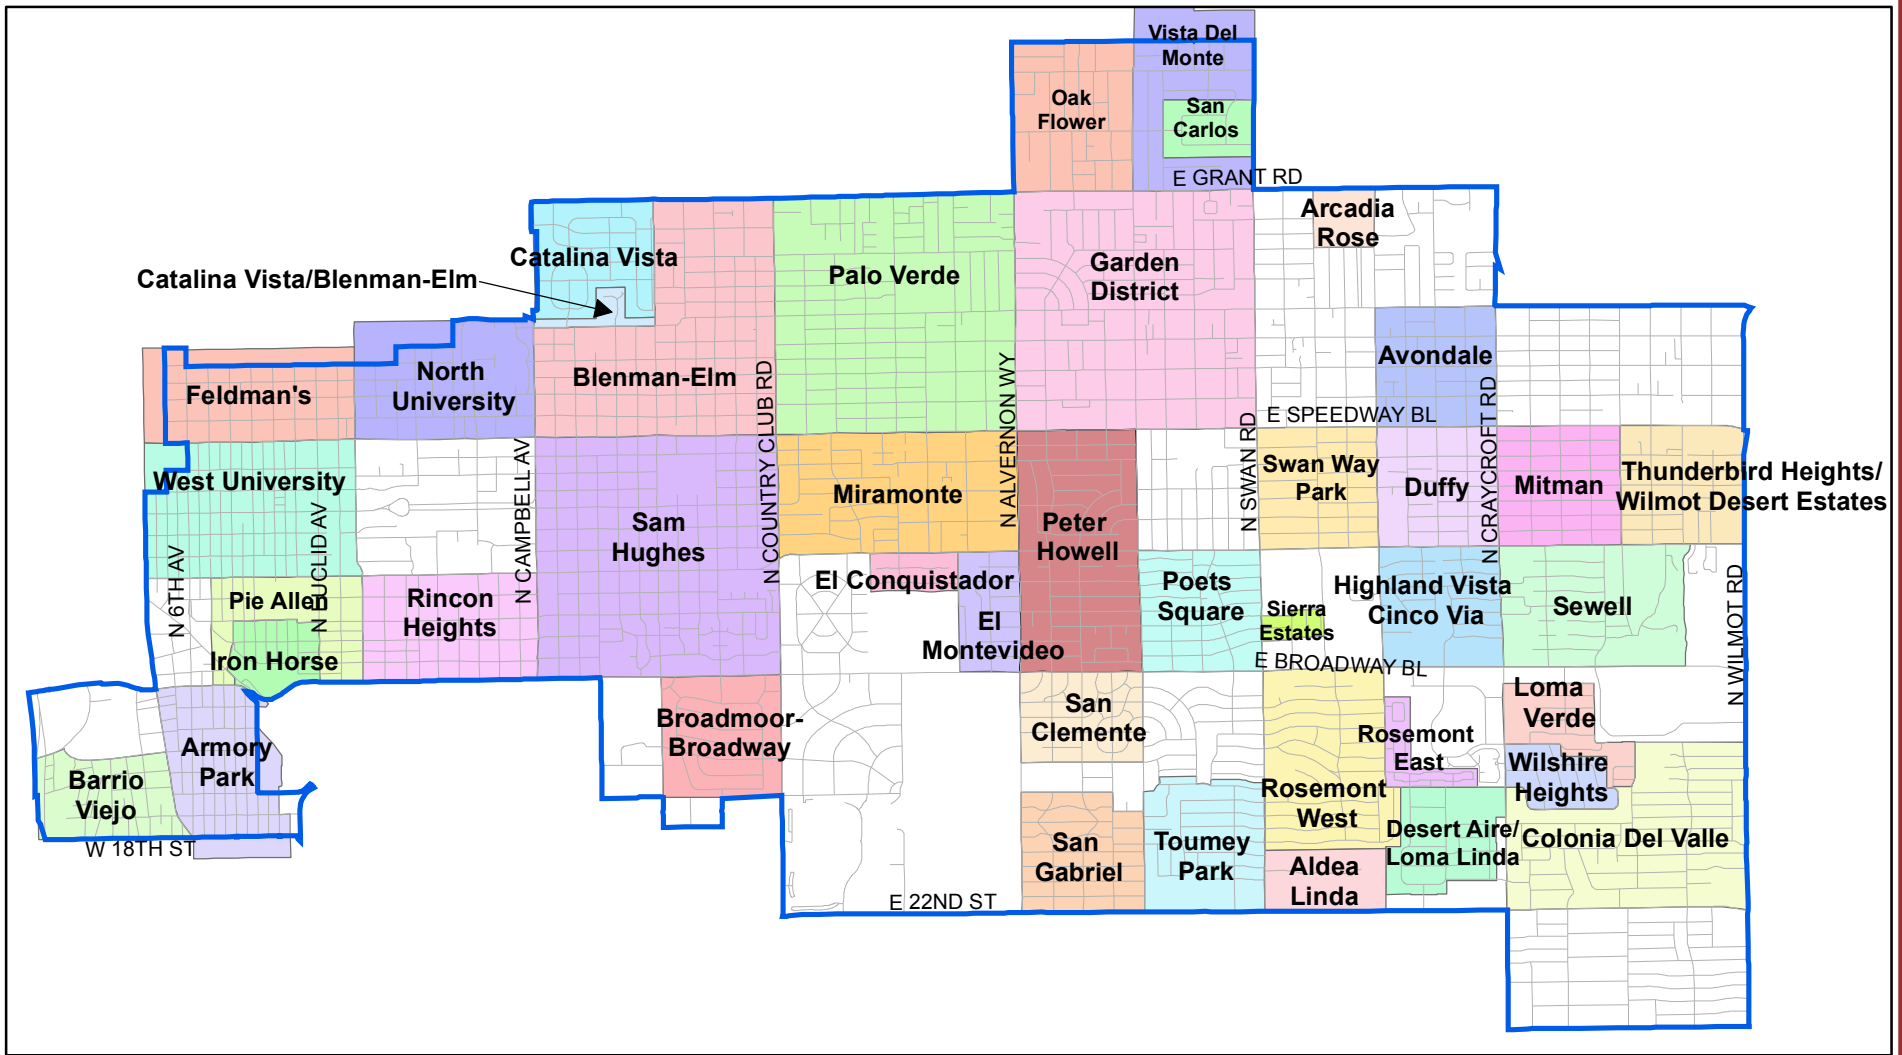 Vista Del
Monte
Oak
Flower
San
Carlos
E GRANT RD
Arcadia
Rose
Catalina Vista
Catalina Vista/Blenman-Elm
Palo Verde
Garden
District
Avondale
North
University
Blenman-Elm
Feldman's
N COUNTRY CLUB RD
N ALVERNON WY
E SPEEDWAY BL
N SWAN RD
N CRAYCROFT RD
West University
N CAMPBELL AV
Sam
Hughes
Miramonte
Peter
Howell
Swan Way
Park
Duffy
Mitman
Thunderbird Heights/
Wilmot Desert Estates
N 6TH AV
N EUCLID AV
Pie Allen
Rincon
Heights
El Conquistador
El
Montevideo
Poets
Square
Sierra
Estates
Highland Vista
Cinco Via
Sewell
N WILMOT RD
Iron Horse
E BROADWAY BL
Broadmoor-
Broadway
San
Clemente
Rosemont
East
Loma
Verde
Armory
Park
Barrio
Viejo
Wilshire
Heights
Rosemont
West
W 18TH ST
San
Gabriel
Toumey
Park
Desert Aire/
Loma Linda
Colonia Del Valle
Aldea
Linda
E 22ND ST